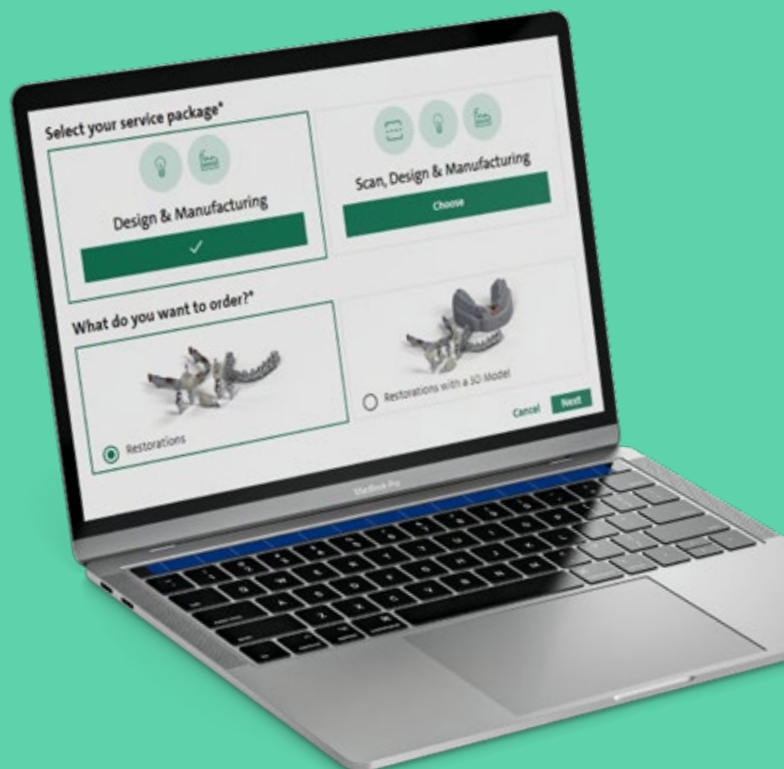 Select your service package*
Design & Manufacturing
Scan, Design & Manufacturing
Choose
What do you want to order?*
Restorations
Restorations with a 3D Model
Cancel
Next
MacBook Pro